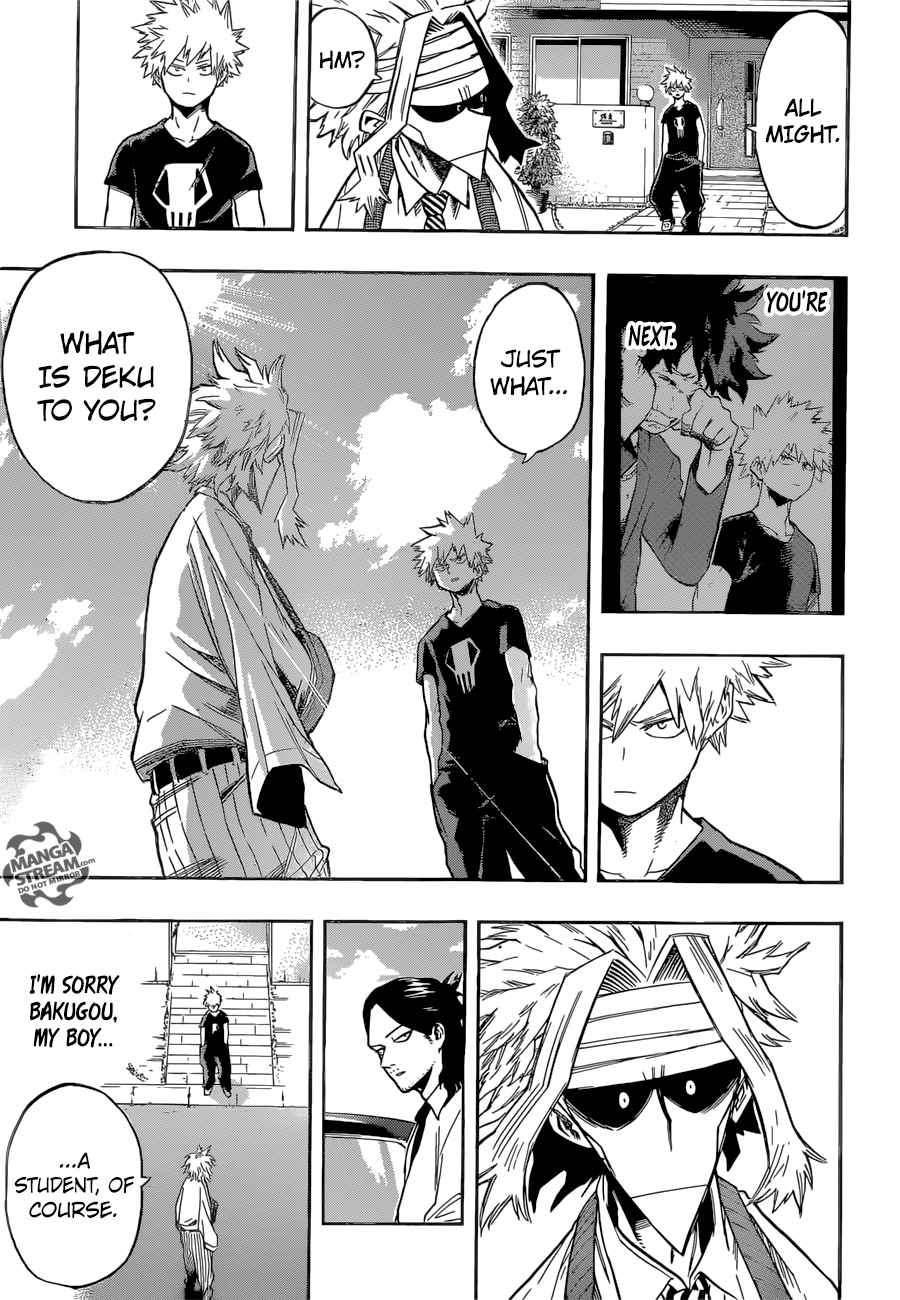 ALL
MIGHT.
HM?
YOU'RE
NEXT.
JUST
WHAT...
WHAT
IS DEKU
TO YOU?
MANGA
STREAM.com
DO NOT MIRROR
I'M SORRY
BAKUGOU,
MY BOY...
...A
STUDENT, OF
COURSE.